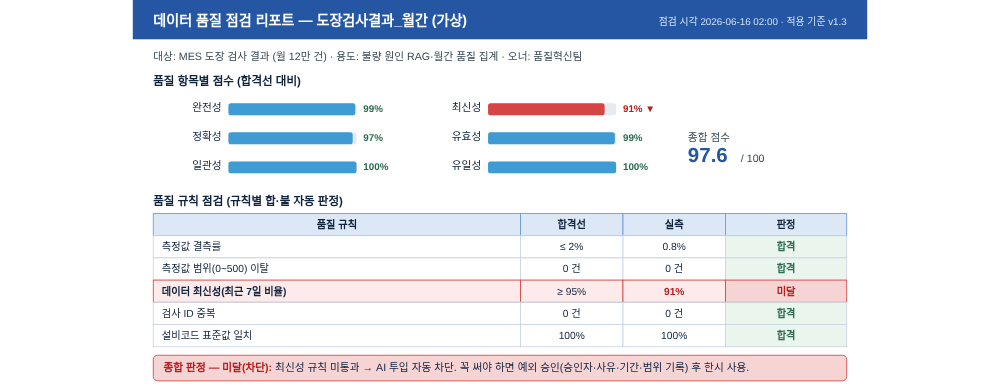 데이터 품질 점검 리포트 — 도장검사결과_월간 (가상)
점검 시각 2026-06-16 02:00 · 적용 기준 v1.3
대상: MES 도장 검사 결과 (월 12만 건) · 용도: 불량 원인 RAG·월간 품질 집계 · 오너: 품질혁신팀
품질 항목별 점수 (합격선 대비)
완전성 99%
최신성 91% ▼
정확성 97%
유효성 99%
일관성 100%
유일성 100%
종합 점수
97.6 / 100
품질 규칙 점검 (규칙별 합·불 자동 판정)
품질 규칙 합격선 실측 판정
측정값 결측률 ≤ 2% 0.8% 합격
측정값 범위(0~500) 이탈 0 건 0 건 합격
데이터 최신성(최근 7일 비율) ≥ 95% 91% 미달
검사 ID 중복 0 건 0 건 합격
설비코드 표준값 일치 100% 100% 합격
종합 판정 — 미달(차단): 최신성 규칙 미통과 → AI 투입 자동 차단. 꼭 써야 하면 예외 승인(승인자·사유·기간·범위 기록) 후 한시 사용.